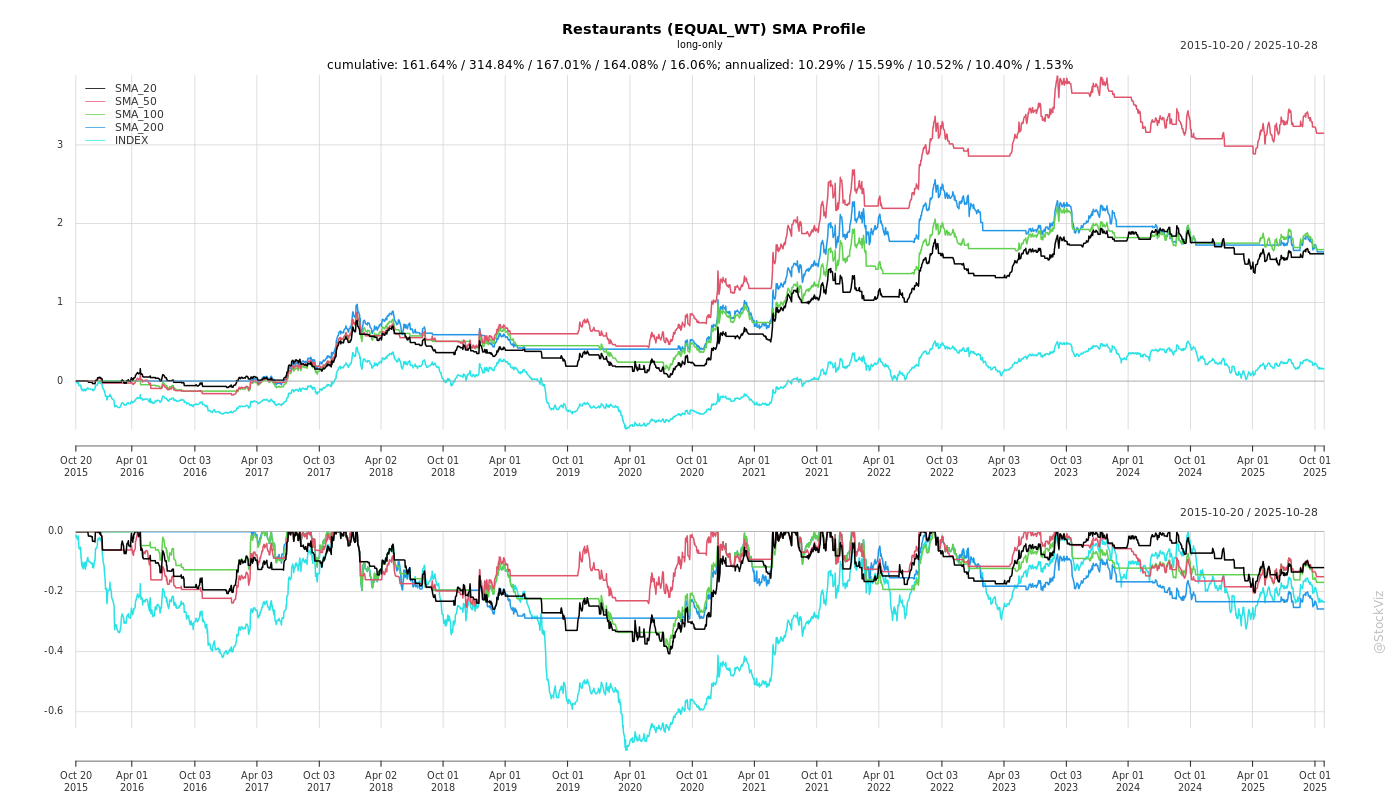 Restaurants (EQUAL_WT) SMA Profile
long-only
2015-10-20 / 2025-10-28
cumulative: 161.64% / 314.84% / 167.01% / 164.08% / 16.06%; annualized: 10.29% / 15.59% / 10.52% / 10.40% / 1.53%
SMA_20
SMA_50
SMA_100
SMA_200
INDEX
3
2
1
0
Oct 20 Apr 01 Oct 03 Apr 03 Oct 03 Apr 02 Oct 01 Apr 01 Oct 01 Apr 01 Oct 01 Apr 01 Oct 01 Apr 01 Oct 03 Apr 03 Oct 03 Apr 01 Oct 01 Apr 01 Oct 01
2015 2016 2016 2017 2017 2018 2018 2019 2019 2020 2020 2021 2021 2022 2022 2023 2023 2024 2024 2025 2025
2015-10-20 / 2025-10-28
0.0
-0.2
-0.4
-0.6
Oct 20 Apr 01 Oct 03 Apr 03 Oct 03 Apr 02 Oct 01 Apr 01 Oct 01 Apr 01 Oct 01 Apr 01 Oct 01 Apr 01 Oct 03 Apr 03 Oct 03 Apr 01 Oct 01 Apr 01 Oct 01
2015 2016 2016 2017 2017 2018 2018 2019 2019 2020 2020 2021 2021 2022 2022 2023 2023 2024 2024 2025 2025
@StockViz